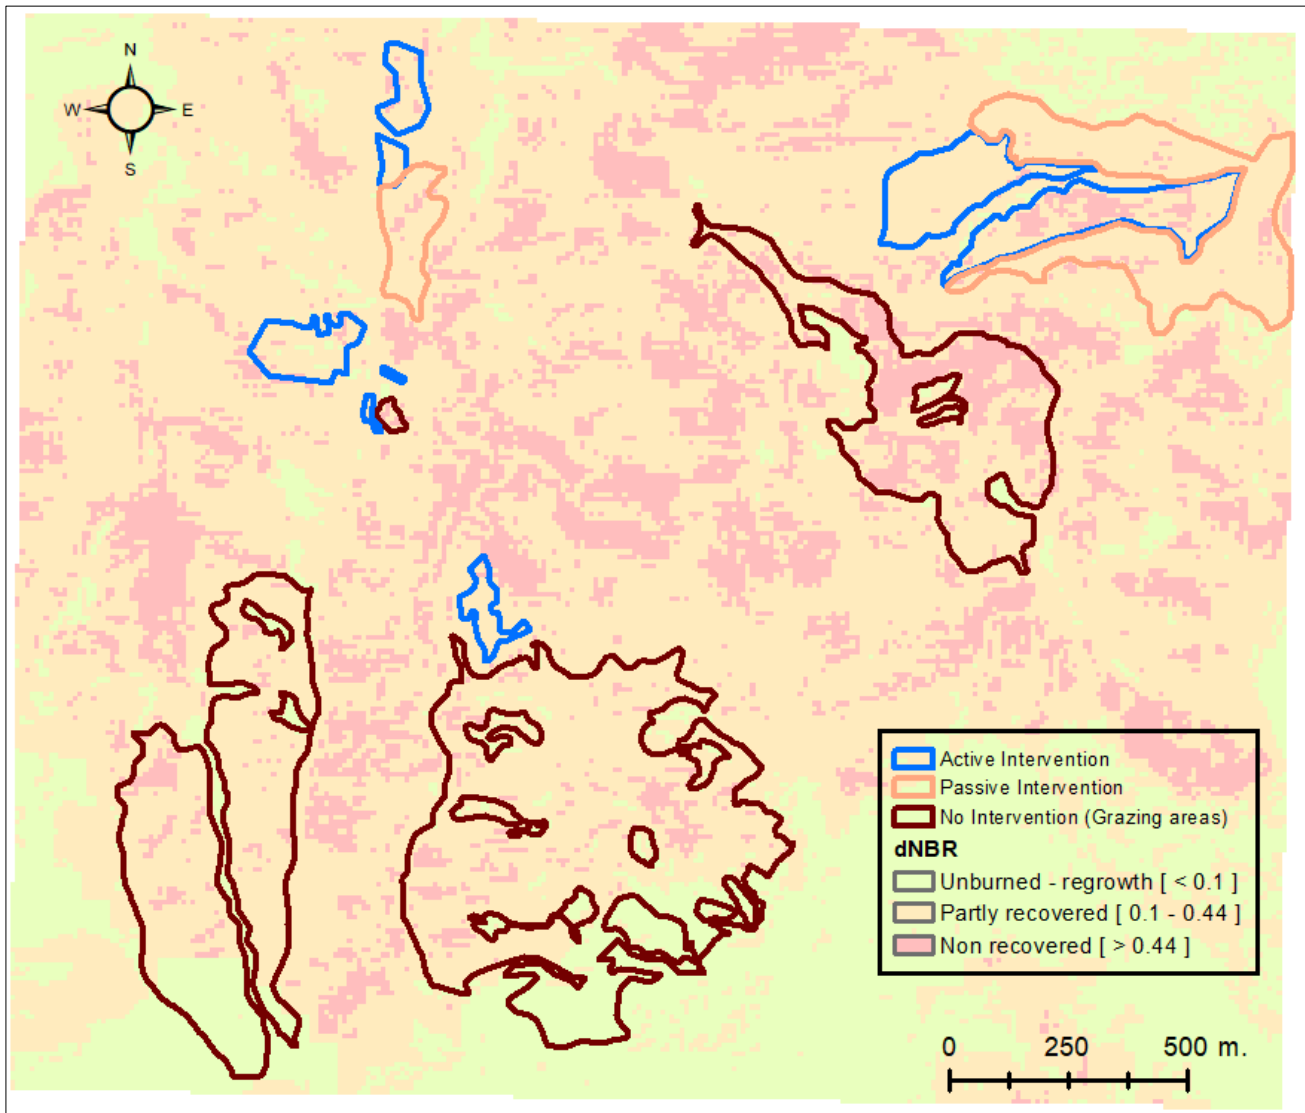 N
W E
S
Active Intervention
Passive Intervention
No Intervention (Grazing areas)
dNBR
Unburned - regrowth [ < 0.1 ]
Partly recovered [ 0.1 - 0.44 ]
Non recovered [ > 0.44 ]
0 250 500 m.